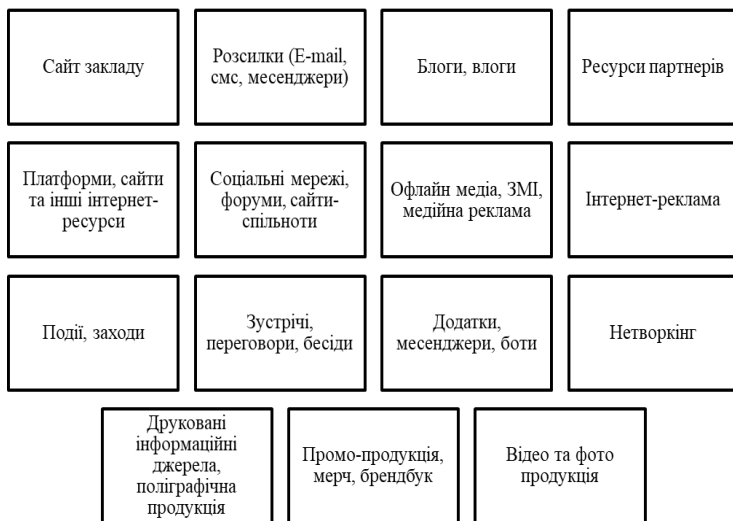 Сайт закладу
Розсилки (E-mail,
смс, месенджери)
Блоги, влоги
Ресурси партнерів
Платформи, сайти
та інші інтернет-
ресурси
Соціальні мережі,
форуми, сайти-
спільноти
Офлайн медіа, ЗМІ,
медійна реклама
Інтернет-реклама
Події, заходи
Зустрічі,
переговори, бесіди
Додатки,
месенджери, боти
Нетворкінг
Друковані
інформаційні
джерела,
поліграфічна
продукція
Промо-продукція,
мерч, брендбук
Відео та фото
продукція